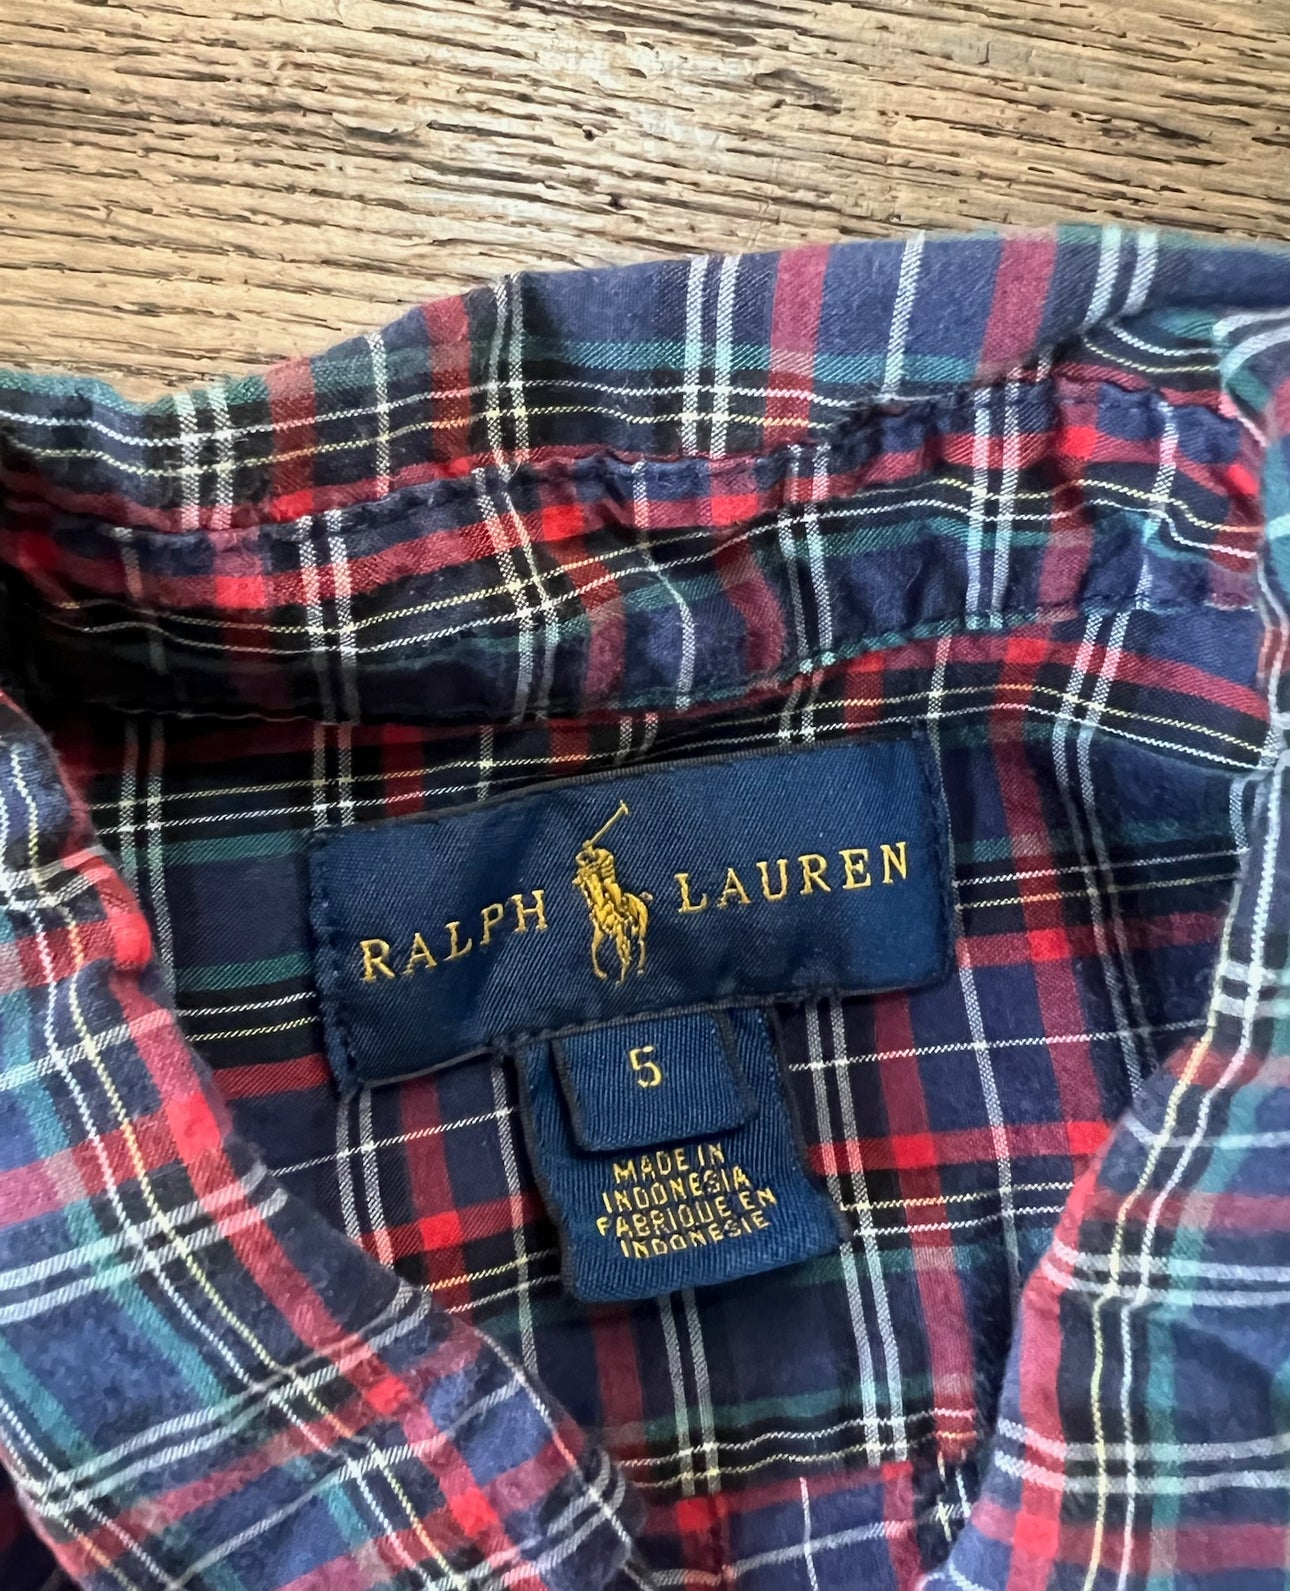 RALPH LAUREN
5
MADE IN
INDONESIA
FABRIQUE EN
INDONESIE